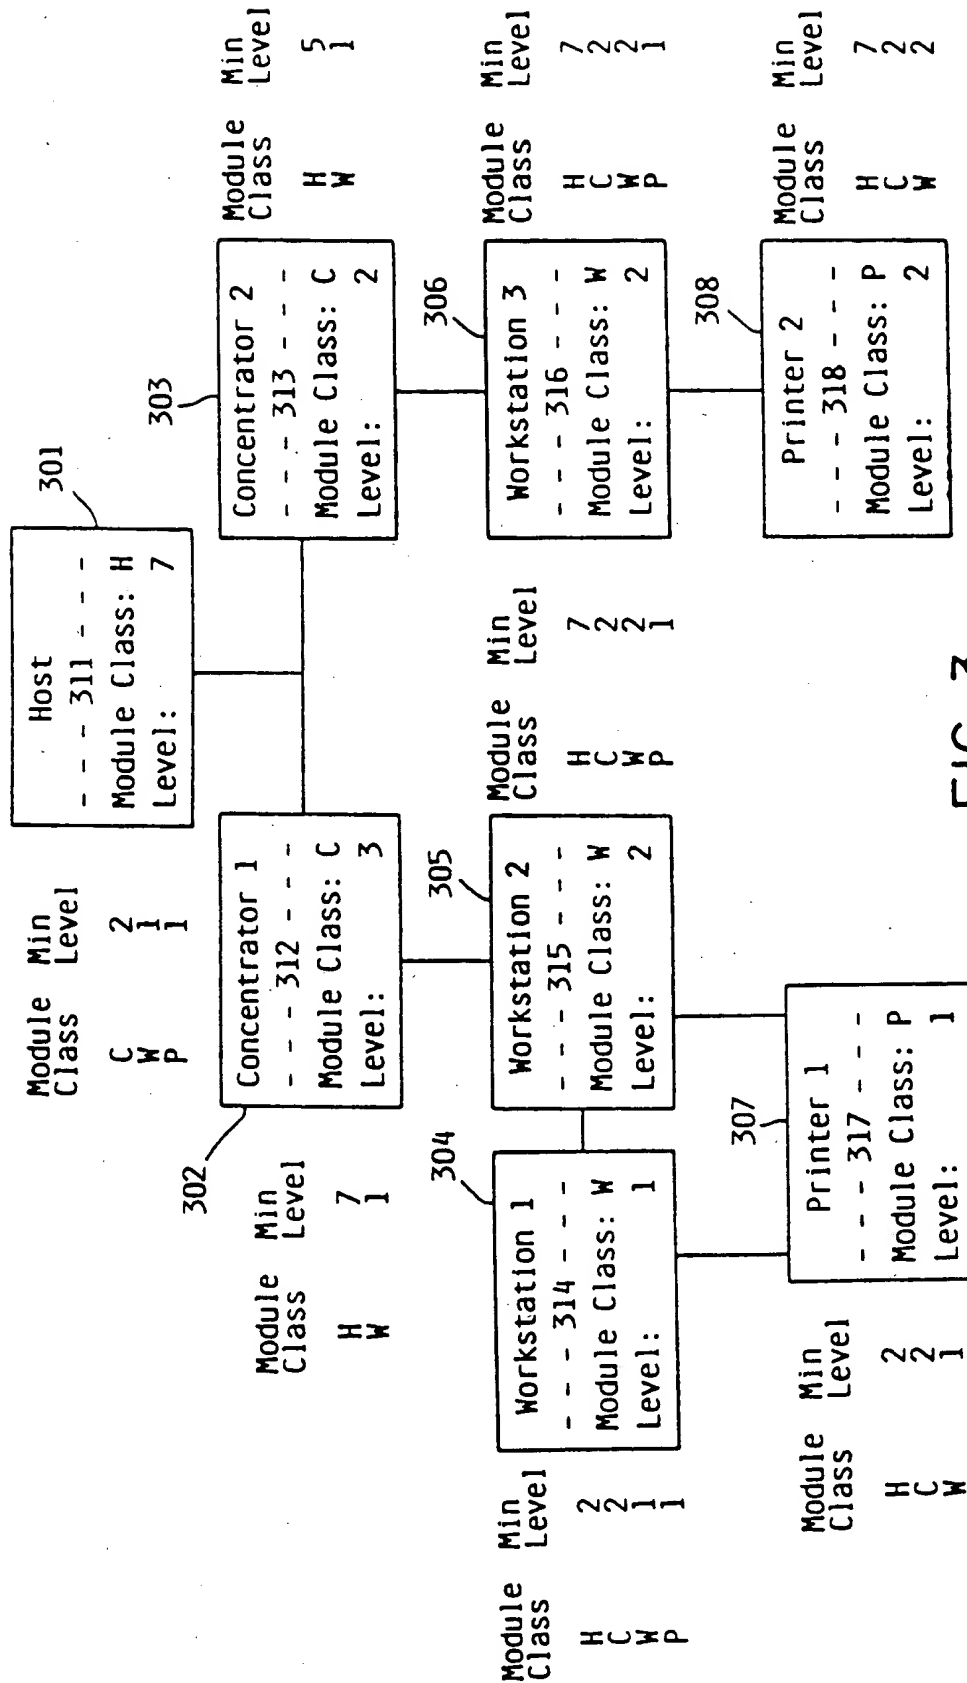 Module Min
Class Level
C 2
W 1
P 1
301
Host
- - - 311 - - - -
Module Class: H
Level: 7
302
Module Min
Class Level
H 7
W 1
Concentrator 1
- - - 312 - - - -
Module Class: C
Level: 3
303
Concentrator 2
- - - 313 - - - -
Module Class: C
Level: 2
Module Min
Class Level
H 5
W 1
Module Min
Class Level
H 2
C 2
W 1
P 1
304
Workstation 1
- - - 314 - - - -
Module Class: W
Level: 1
305
Workstation 2
- - - 315 - - - -
Module Class: W
Level: 2
Module Min
Class Level
H 7
C 2
W 2
P 1
306
Workstation 3
- - - 316 - - - -
Module Class: W
Level: 2
Module Min
Class Level
H 7
C 2
W 2
P 1
Module Min
Class Level
H 2
C 2
W 1
307
Printer 1
- - - 317 - - - -
Module Class: P
Level: 1
308
Printer 2
- - - 318 - - - -
Module Class: P
Level: 2
Module Min
Class Level
H 7
C 2
W 2
FIG. 3